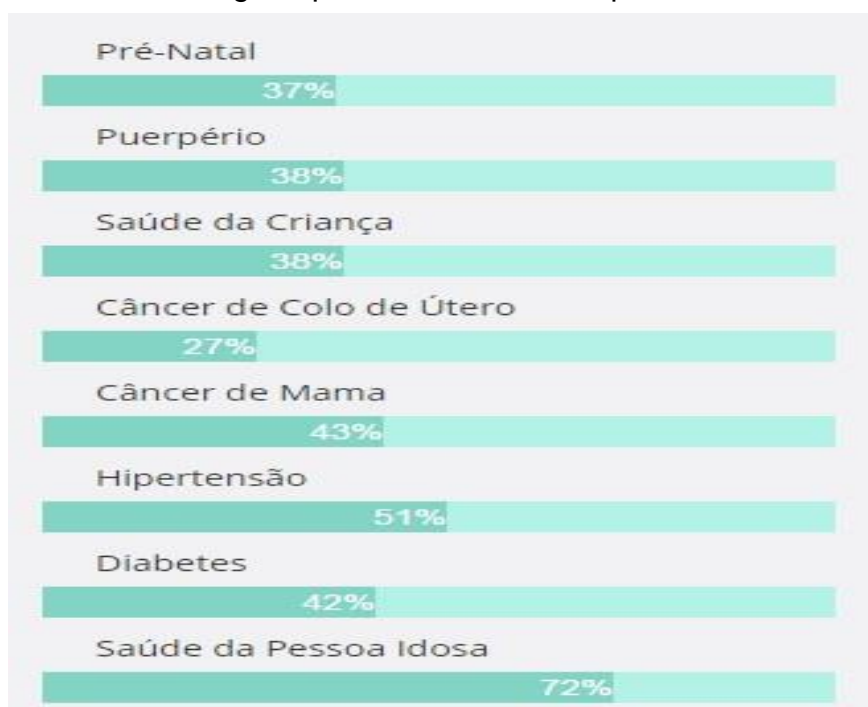 Pré-Natal
37%
Puerpério
38%
Saúde da Criança
38%
Câncer de Colo de Útero
27%
Câncer de Mama
43%
Hipertensão
51%
Diabetes
42%
Saúde da Pessoa Idosa
72%